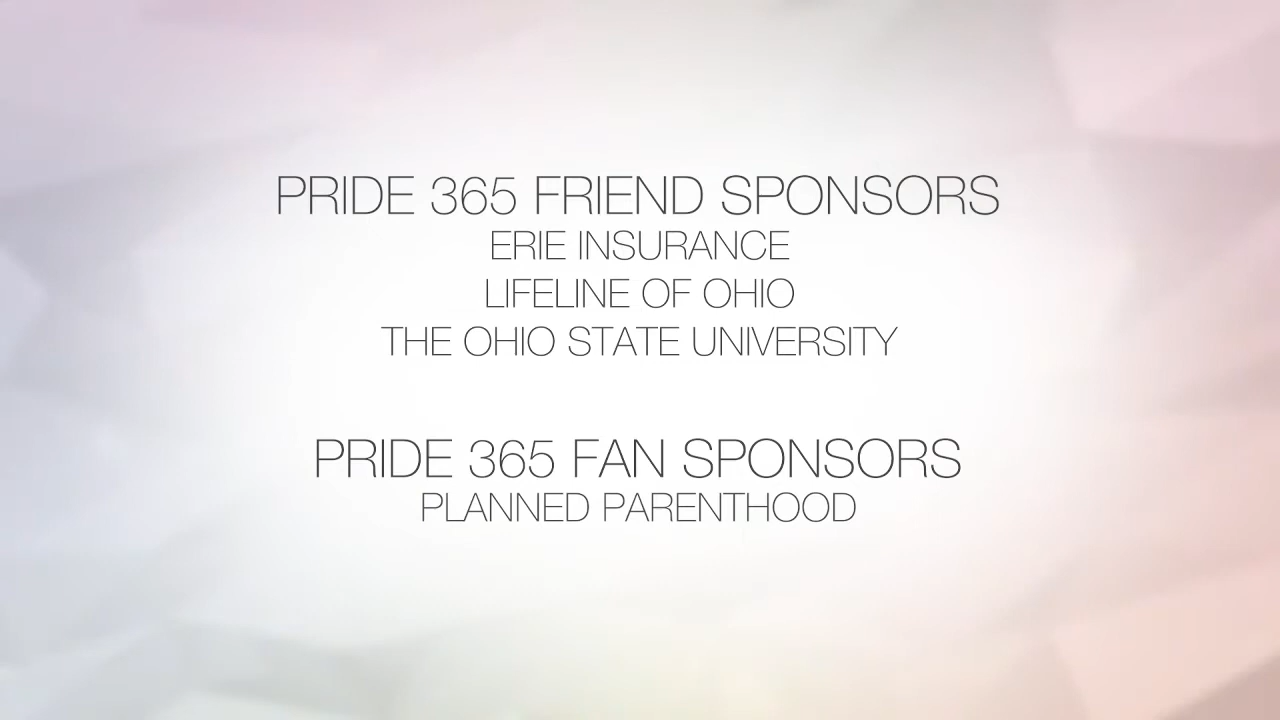 PRIDE 365 FRIEND SPONSORS
ERIE INSURANCE
LIFELINE OF OHIO
THE OHIO STATE UNIVERSITY
PRIDE 365 FAN SPONSORS
PLANNED PARENTHOOD